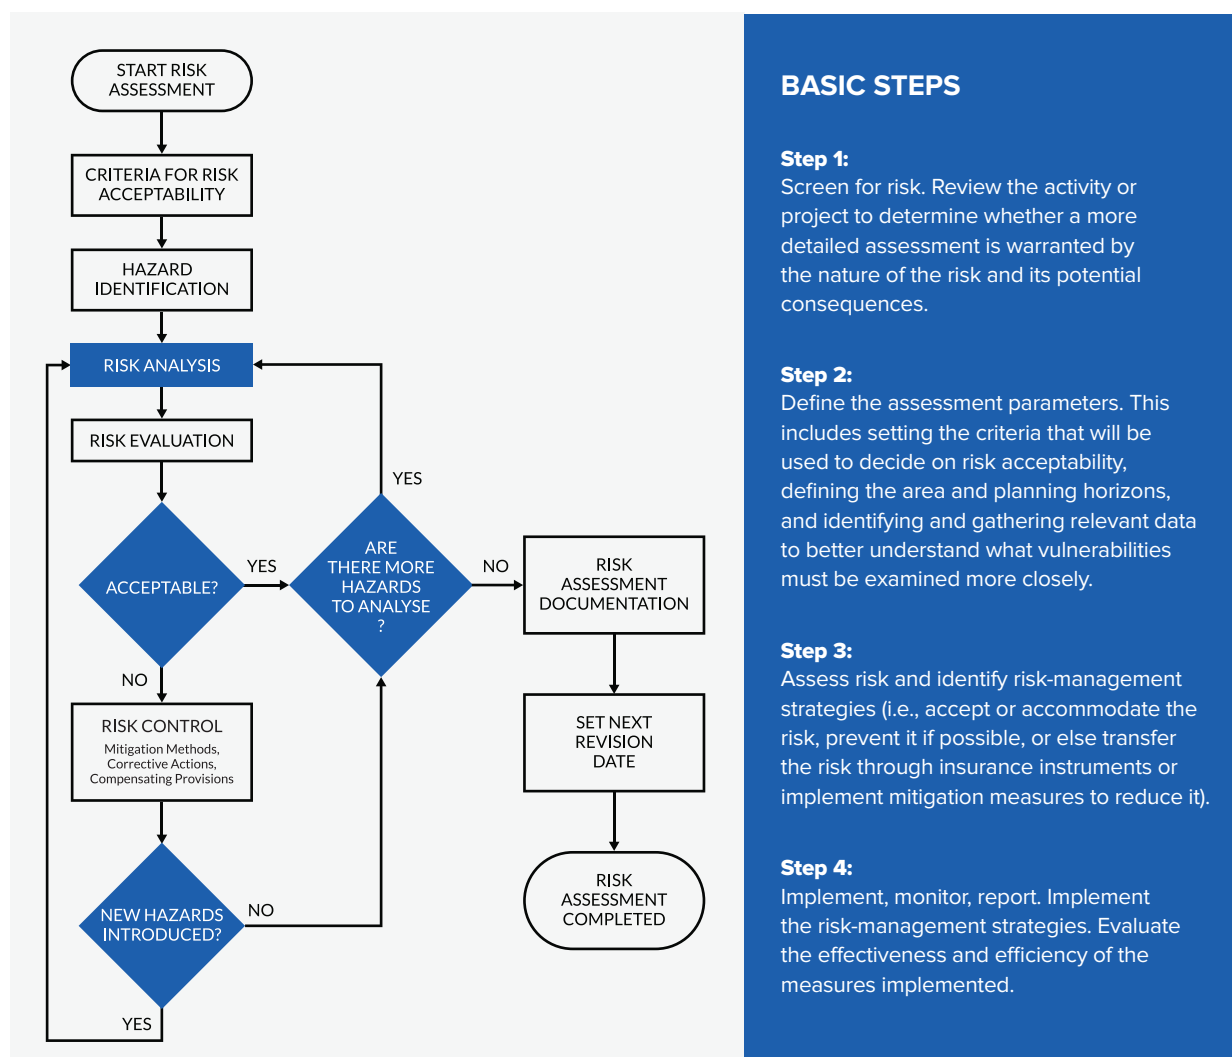 START RISK
ASSESSMENT
CRITERIA FOR RISK
ACCEPTABILITY
HAZARD
IDENTIFICATION
RISK ANALYSIS
RISK EVALUATION
ACCEPTABLE?
YES
NO
RISK CONTROL
Mitigation Methods,
Corrective Actions,
Compensating Provisions
NEW HAZARDS
INTRODUCED?
NO
YES
YES
ARE
THERE MORE
HAZARDS
TO ANALYSE
?
NO
RISK
ASSESSMENT
DOCUMENTATION
SET NEXT
REVISION
DATE
RISK
ASSESSMENT
COMPLETED
BASIC STEPS
Step 1:
Screen for risk. Review the activity or
project to determine whether a more
detailed assessment is warranted by
the nature of the risk and its potential
consequences.
Step 2:
Define the assessment parameters. This
includes setting the criteria that will be
used to decide on risk acceptability,
defining the area and planning horizons,
and identifying and gathering relevant data
to better understand what vulnerabilities
must be examined more closely.
Step 3:
Assess risk and identify risk-management
strategies (i.e., accept or accommodate the
risk, prevent it if possible, or else transfer
the risk through insurance instruments or
implement mitigation measures to reduce it).
Step 4:
Implement, monitor, report. Implement
the risk-management strategies. Evaluate
the effectiveness and efficiency of the
measures implemented.